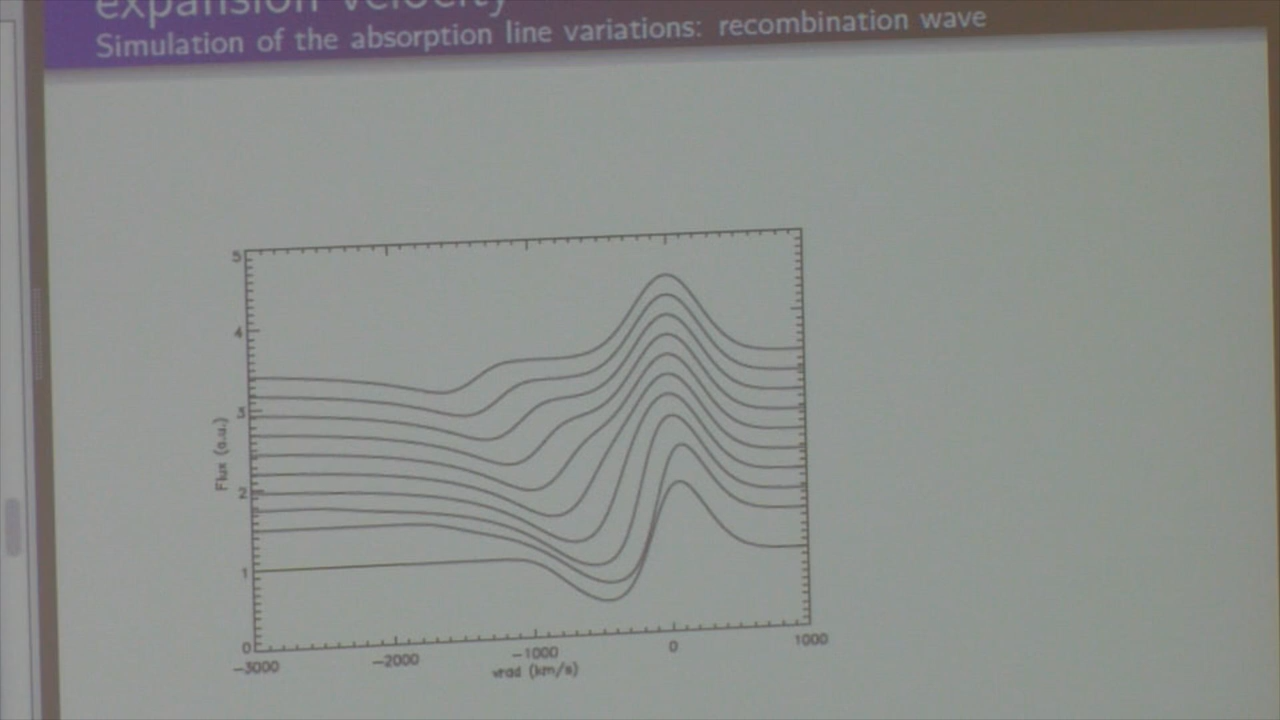 expansion velocity
Simulation of the absorption line variations: recombination wave
5
4
3
2
1
0
Flux (a.u.)
−3000
−2000
−1000
0
1000
vrad (km/s)